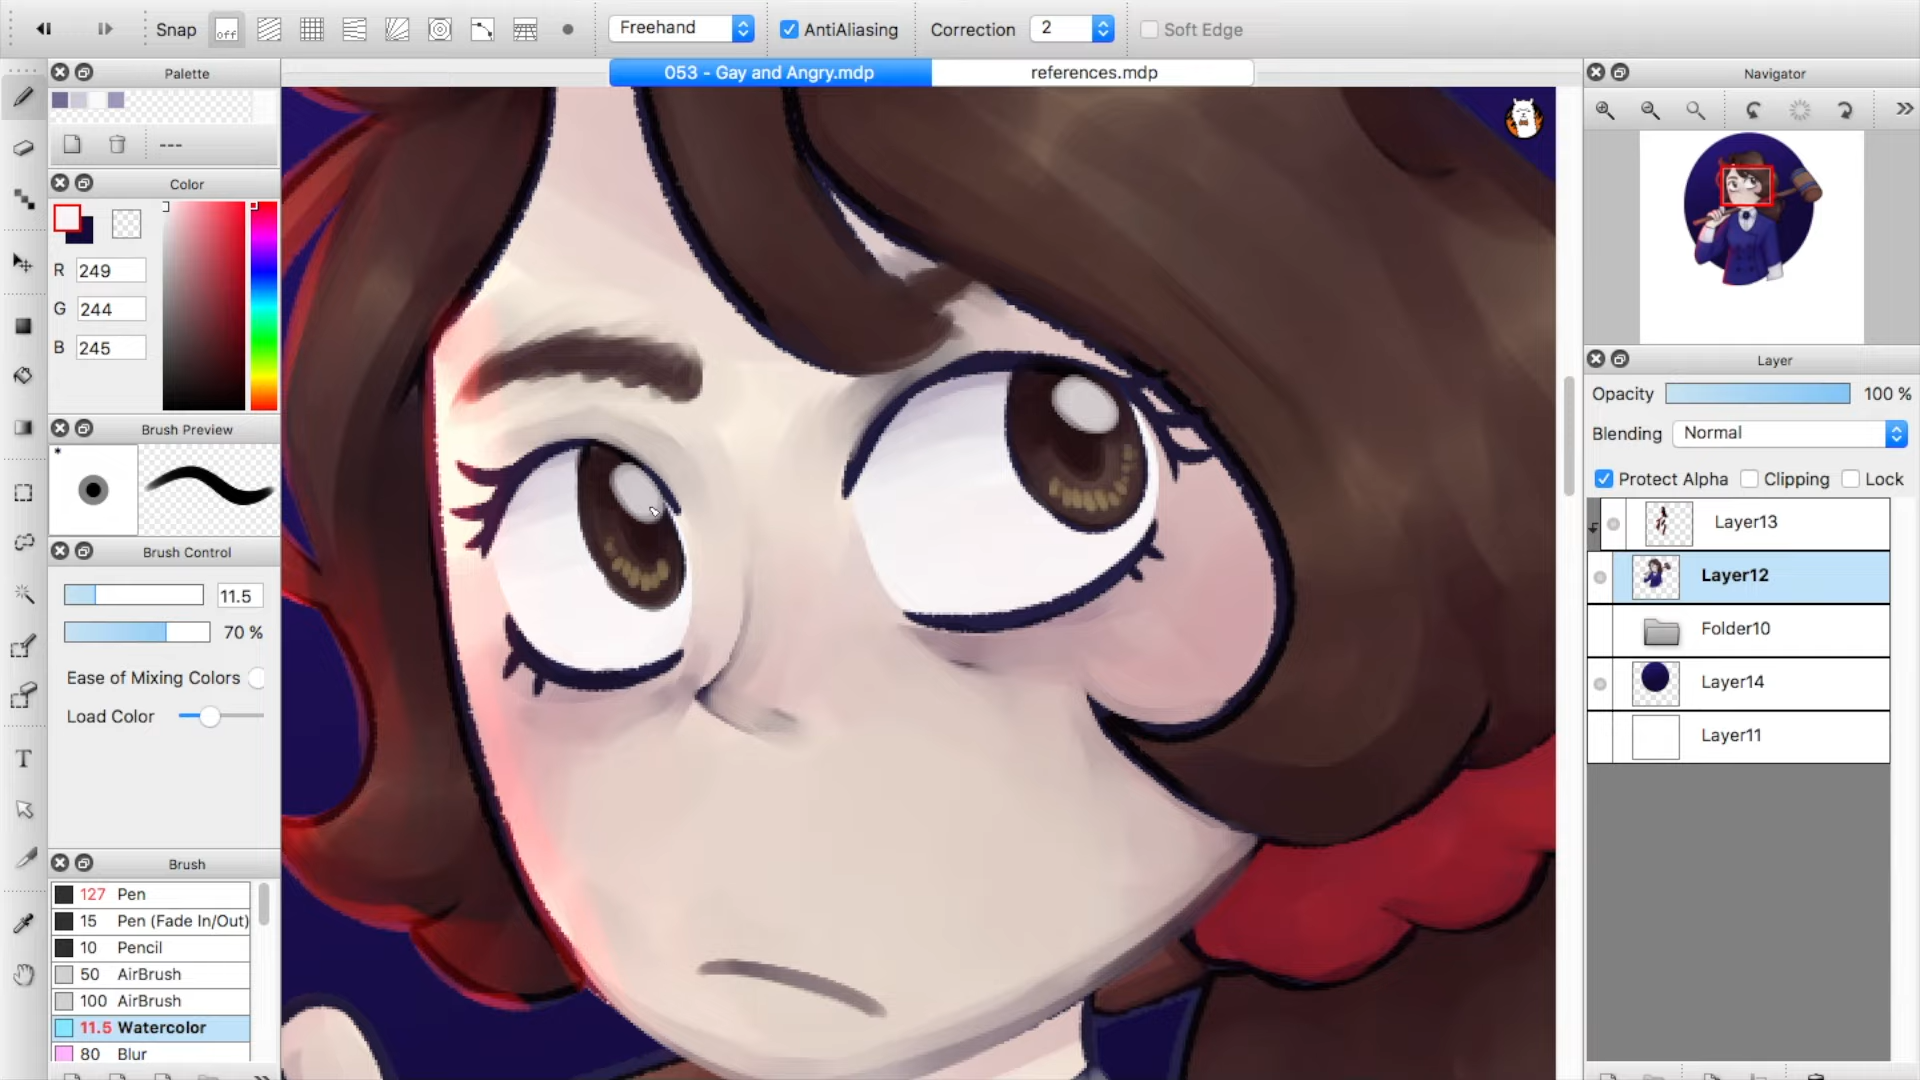 Snap
off
Freehand
AntiAliasing
Correction
2
Soft Edge
Palette
053 - Gay and Angry.mdp
references.mdp
Navigator
---
Color
R 249
G 244
B 245
Brush Preview
*
Brush Control
11.5
70 %
Ease of Mixing Colors
Load Color
Brush
127 Pen
15 Pen (Fade In/Out)
10 Pencil
50 AirBrush
100 AirBrush
11.5 Watercolor
80 Blur
T
Layer
Opacity 100 %
Blending Normal
Protect Alpha Clipping Lock
Layer13
Layer12
Folder10
Layer14
Layer11